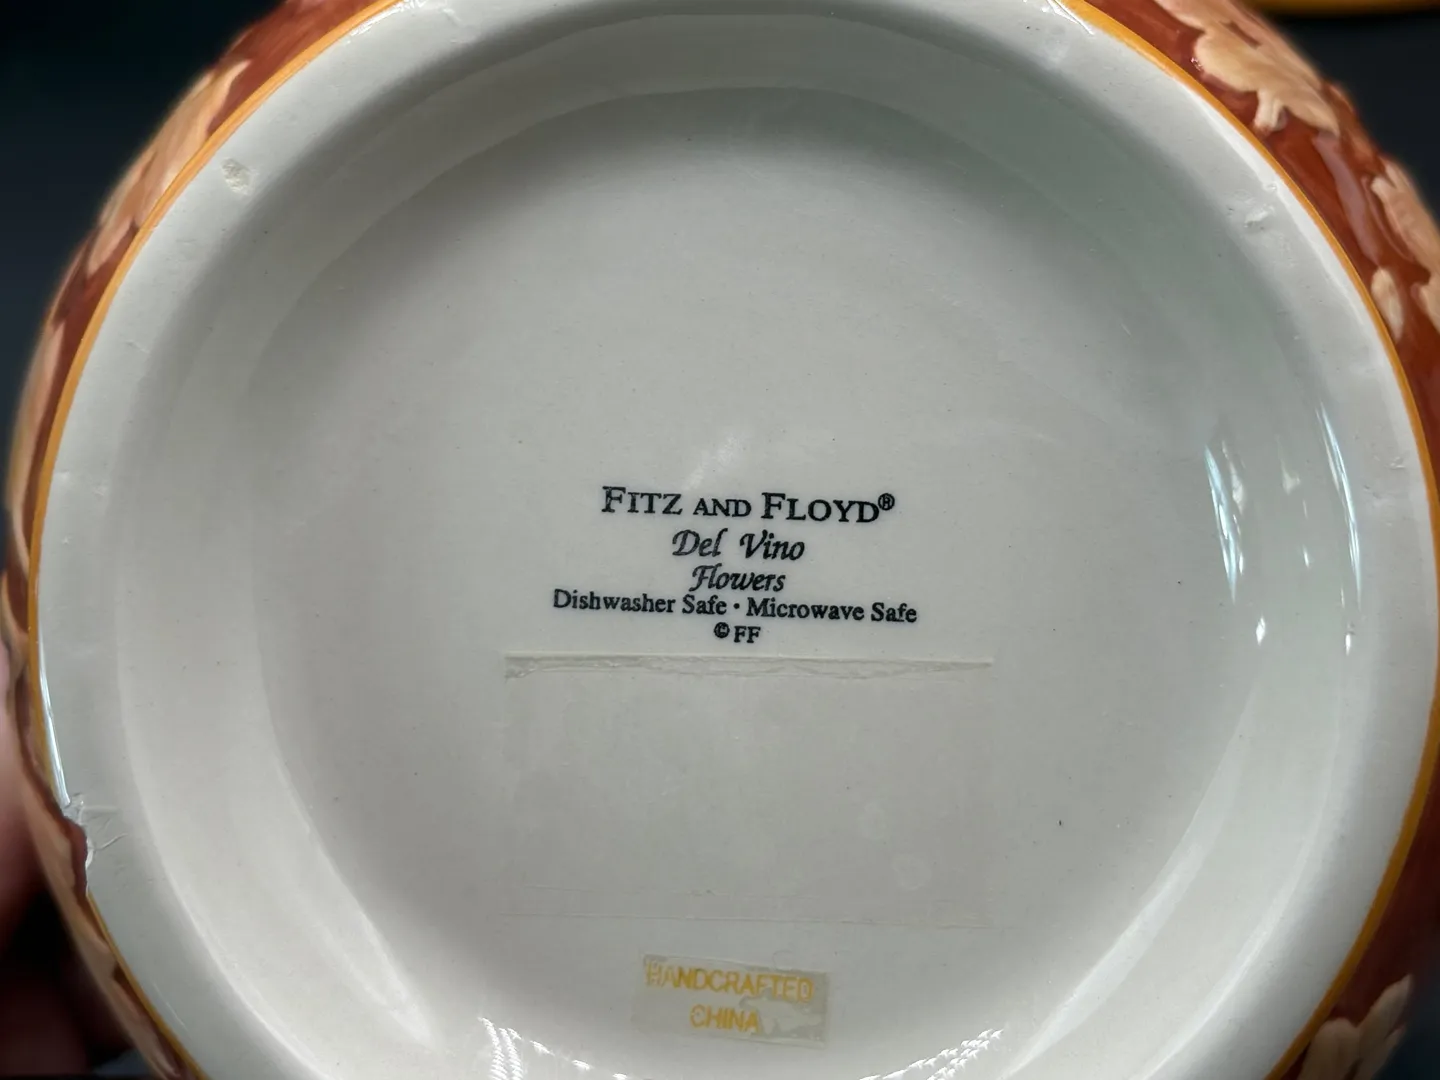 FITZ AND FLOYD®
Del Vino
Flowers
Dishwasher Safe • Microwave Safe
© FF
HANDCRAFTED
CHINA